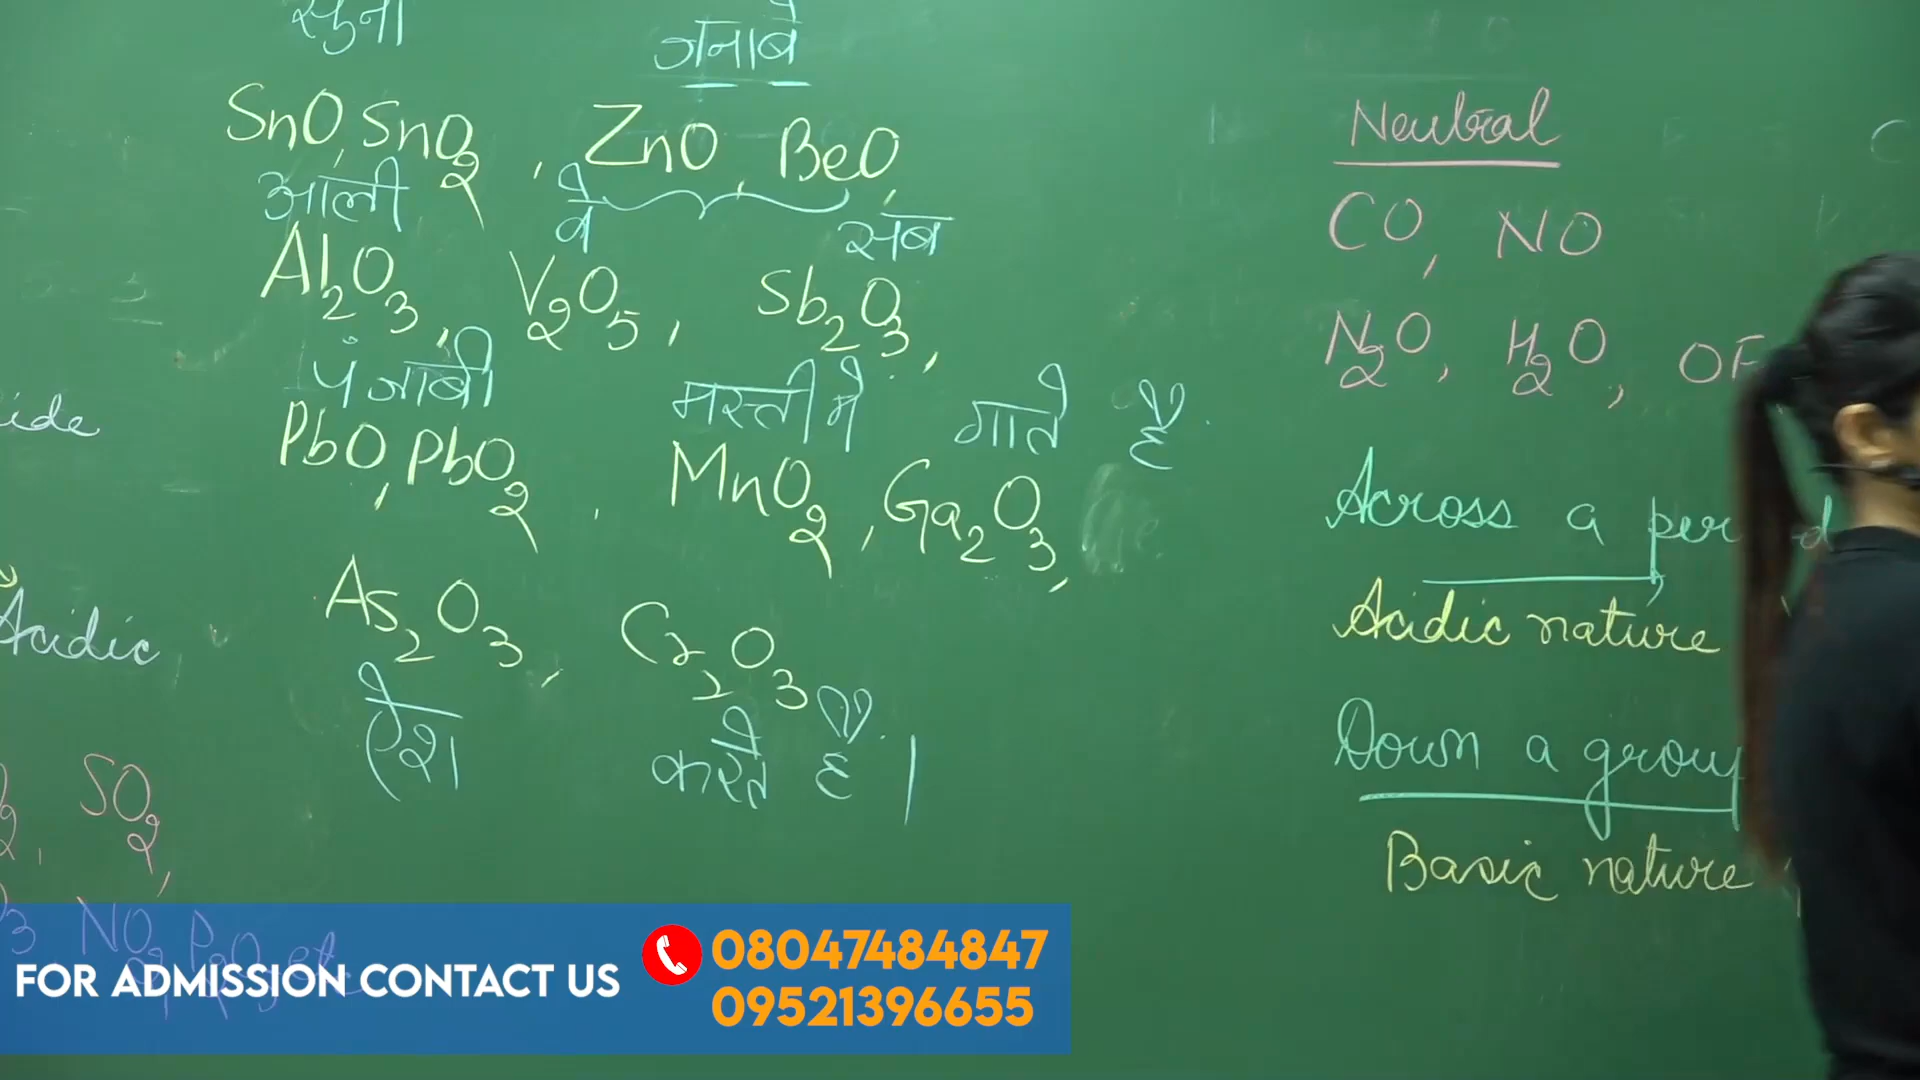 सुना जनाबे
SnO, SnO2, ZnO, BeO,
आली वे सब
Al2O3, V2O5, Sb2O3,
पंजाबी मस्ती मे गाते है
PbO, PbO2, MnO2, Ga2O3,
As2O3, Cr2O3
ऐश करते है |
ide
Acidic
SO2,
NO2
Neutral
CO, NO
N2O, H2O, OF
Across a period
Acidic nature
Down a group
Basic nature
FOR ADMISSION CONTACT US
08047484847
09521396655